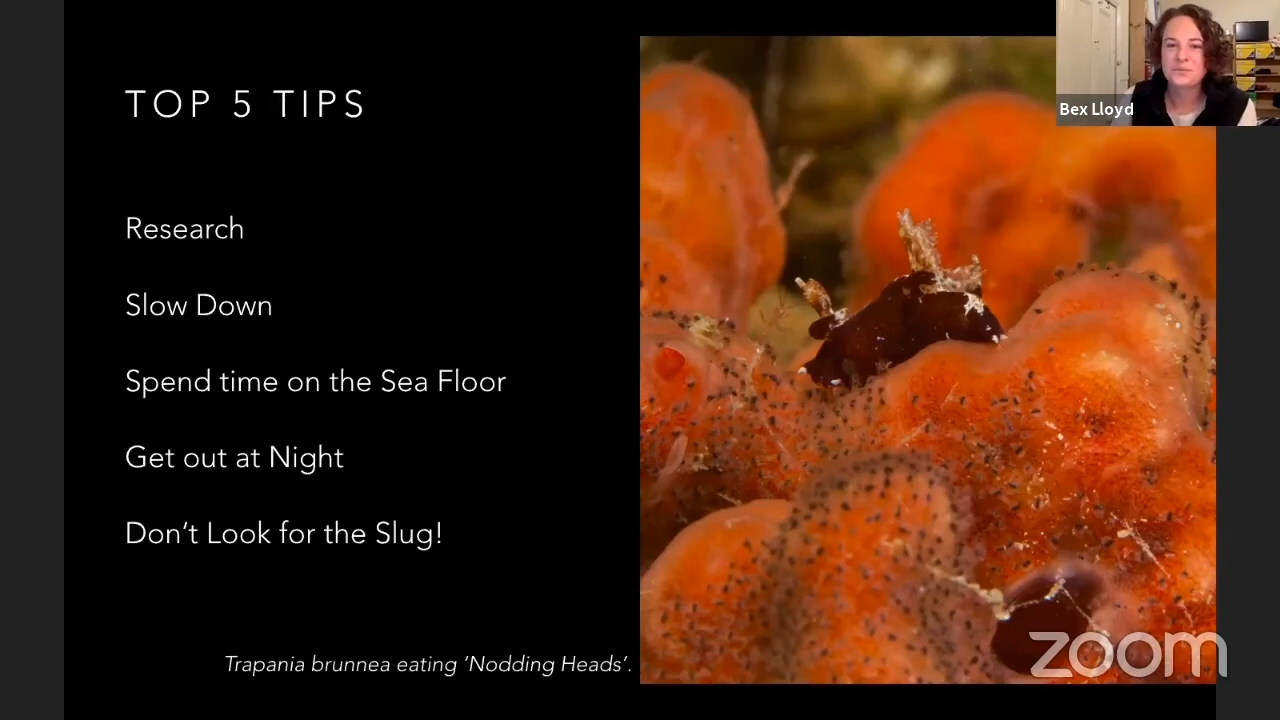 TOP 5 TIPS
Research
Slow Down
Spend time on the Sea Floor
Get out at Night
Don’t Look for the Slug!
Trapania brunnea eating ‘Nodding Heads’.
Bex Lloyd
zoom